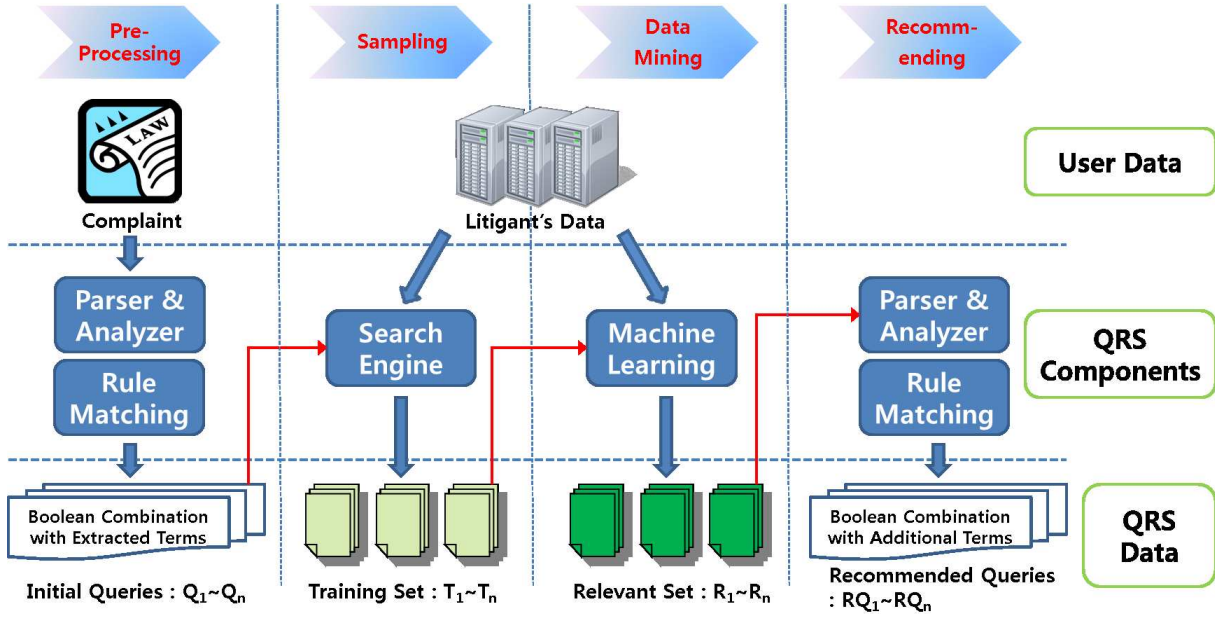 Pre-
Processing
Sampling
Data
Mining
Recomm-
ending
LAW
Complaint
Litigant's Data
User Data
Parser &
Analyzer
Rule
Matching
Search
Engine
Machine
Learning
Parser &
Analyzer
Rule
Matching
QRS
Components
Boolean Combination
with Extracted Terms
Boolean Combination
with Additional Terms
QRS
Data
Initial Queries : Q₁~Qₙ
Training Set : T₁~Tₙ
Relevant Set : R₁~Rₙ
Recommended Queries
: RQ₁~RQₙ